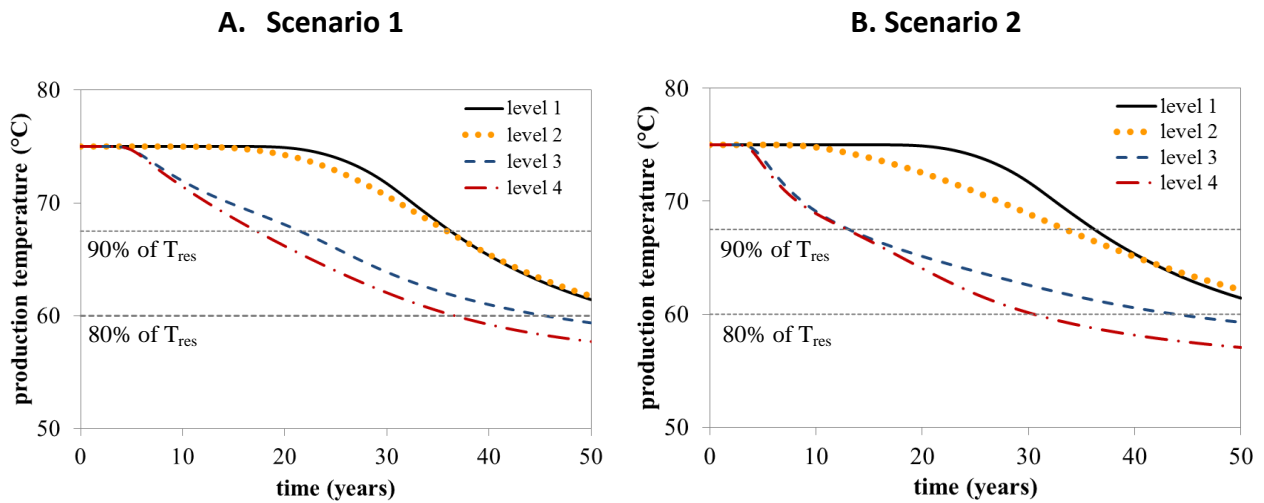 A. Scenario 1
80
70
60
50
production temperature (°C)
level 1
level 2
level 3
level 4
90% of Tres
80% of Tres
0 10 20 30 40 50
time (years)
B. Scenario 2
80
70
60
50
production temperature (°C)
level 1
level 2
level 3
level 4
90% of Tres
80% of Tres
0 10 20 30 40 50
time (years)